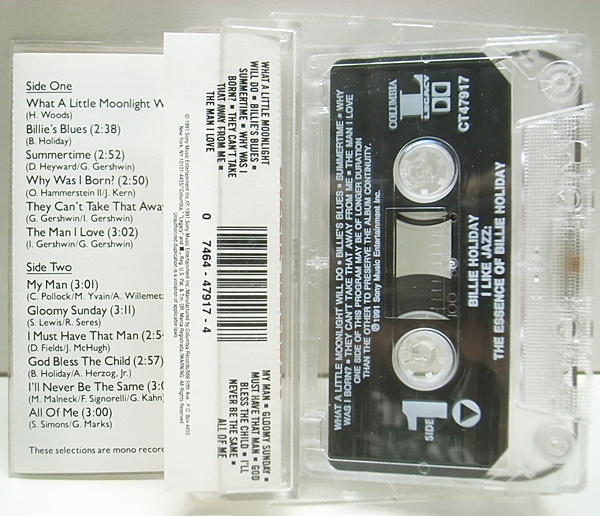 Side One
What A Little Moonlight W
(H. Woods)
Billie's Blues (2:38)
(B. Holiday)
Summertime (2:52)
(D. Heyward/G. Gershwin)
Why Was I Born? (2:50)
(O. Hammerstein II/J. Kern)
They Can't Take That Away
G. Gershwin/I. Gershwin)
The Man I Love (3:02)
(I. Gershwin/G. Gershwin)
Side Two
My Man (3:01)
(C. Pollock/M. Yvain/A. Willemetz
Gloomy Sunday (3:11)
(S. Lewis/R. Seres)
I Must Have That Man (2:54
(D. Fields/J. McHugh)
God Bless The Child (2:57)
(B. Holiday/A. Herzog, Jr.)
I'll Never Be The Same (3:0
(M. Malneck/F. Signorelli/G. Kahn)
All Of Me (3:00)
(S. Simons/G. Marks)
These selections are mono record
WHAT A LITTLE MOONLIGHT
WILL DO ▪ BILLIE'S BLUES ▪
SUMMERTIME ▪ WHY WAS I
BORN? ▪ THEY CAN'T TAKE
THAT AWAY FROM ME ▪
THE MAN I LOVE
MY MAN ▪ GLOOMY SUNDAY ▪ I
MUST HAVE THAT MAN ▪ GOD
BLESS THE CHILD ▪ I'LL
NEVER BE THE SAME ▪
ALL OF ME
0 7464-47917-4
COLUMBIA
L
LEGACY
CT47917
BILLIE HOLIDAY
I LIKE JAZZ:
THE ESSENCE OF BILLIE HOLIDAY
WHAT A LITTLE MOONLIGHT WILL DO ▪ BILLIE'S BLUES ▪ SUMMERTIME ▪ WHY
WAS I BORN? ▪ THEY CAN'T TAKE THAT AWAY FROM ME ▪ THE MAN I LOVE
ONE SIDE OF THIS PROGRAM MAY BE OF LONGER DURATION
THAN THE OTHER TO PRESERVE THE ALBUM CONTINUITY.
℗ 1991 Sony Music Entertainment Inc.
100
SIDE 1